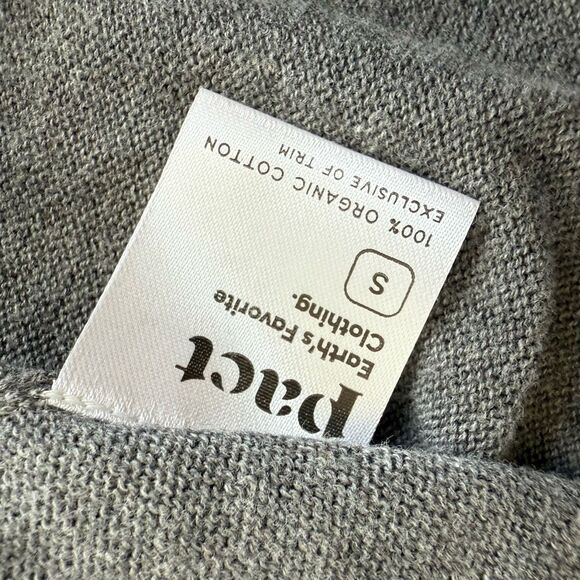 pact
Earth's Favorite
Clothing.
S
100% ORGANIC COTTON
EXCLUSIVE OF TRIM